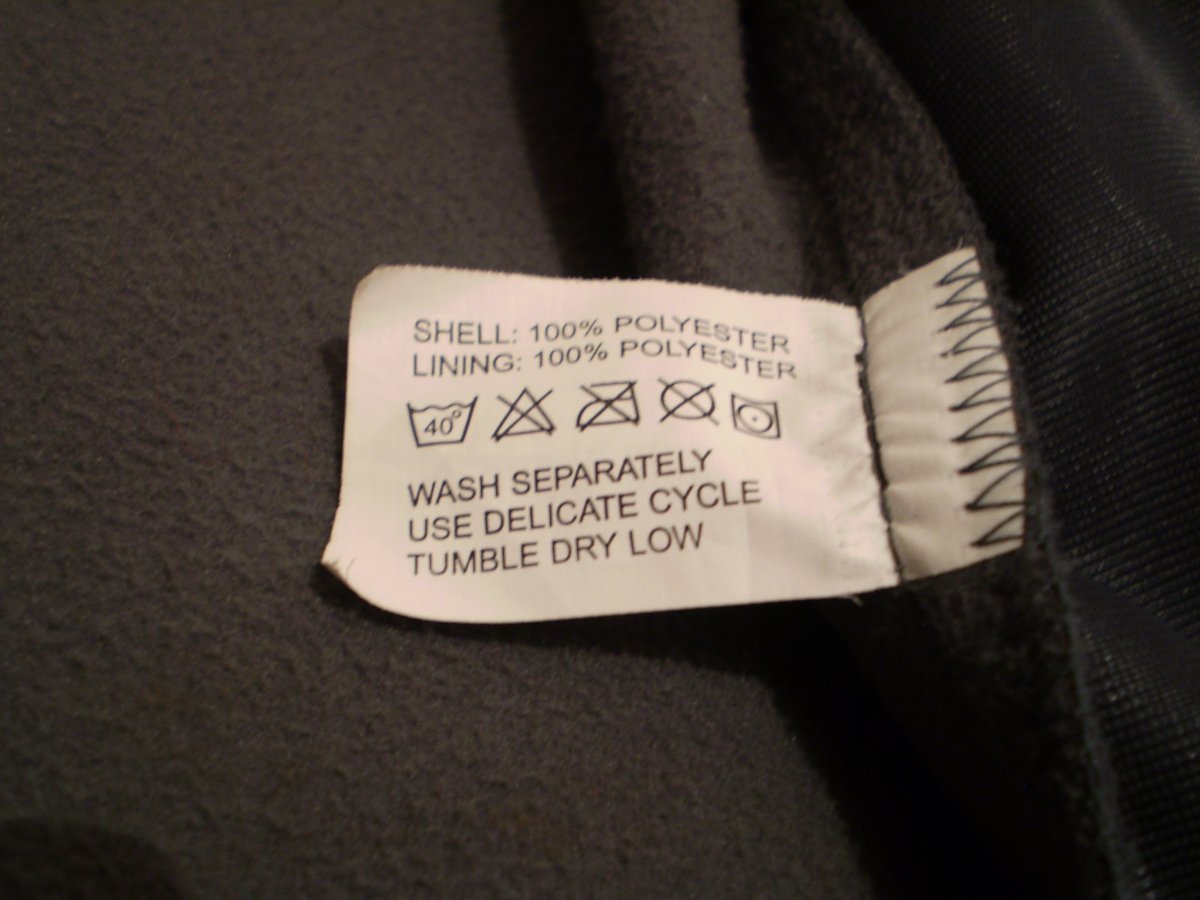 SHELL: 100% POLYESTER
LINING: 100% POLYESTER
40°
WASH SEPARATELY
USE DELICATE CYCLE
TUMBLE DRY LOW